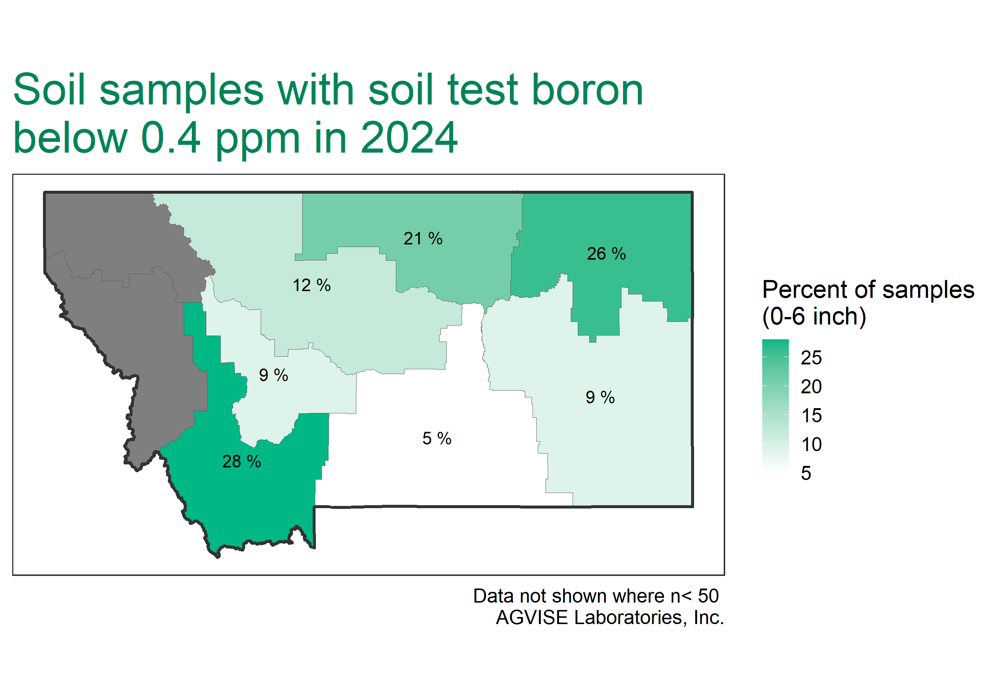 Soil samples with soil test boron
below 0.4 ppm in 2024
21 %
26 %
12 %
9 %
9 %
5 %
28 %
Percent of samples
(0-6 inch)
25
20
15
10
5
Data not shown where n< 50
AGVISE Laboratories, Inc.